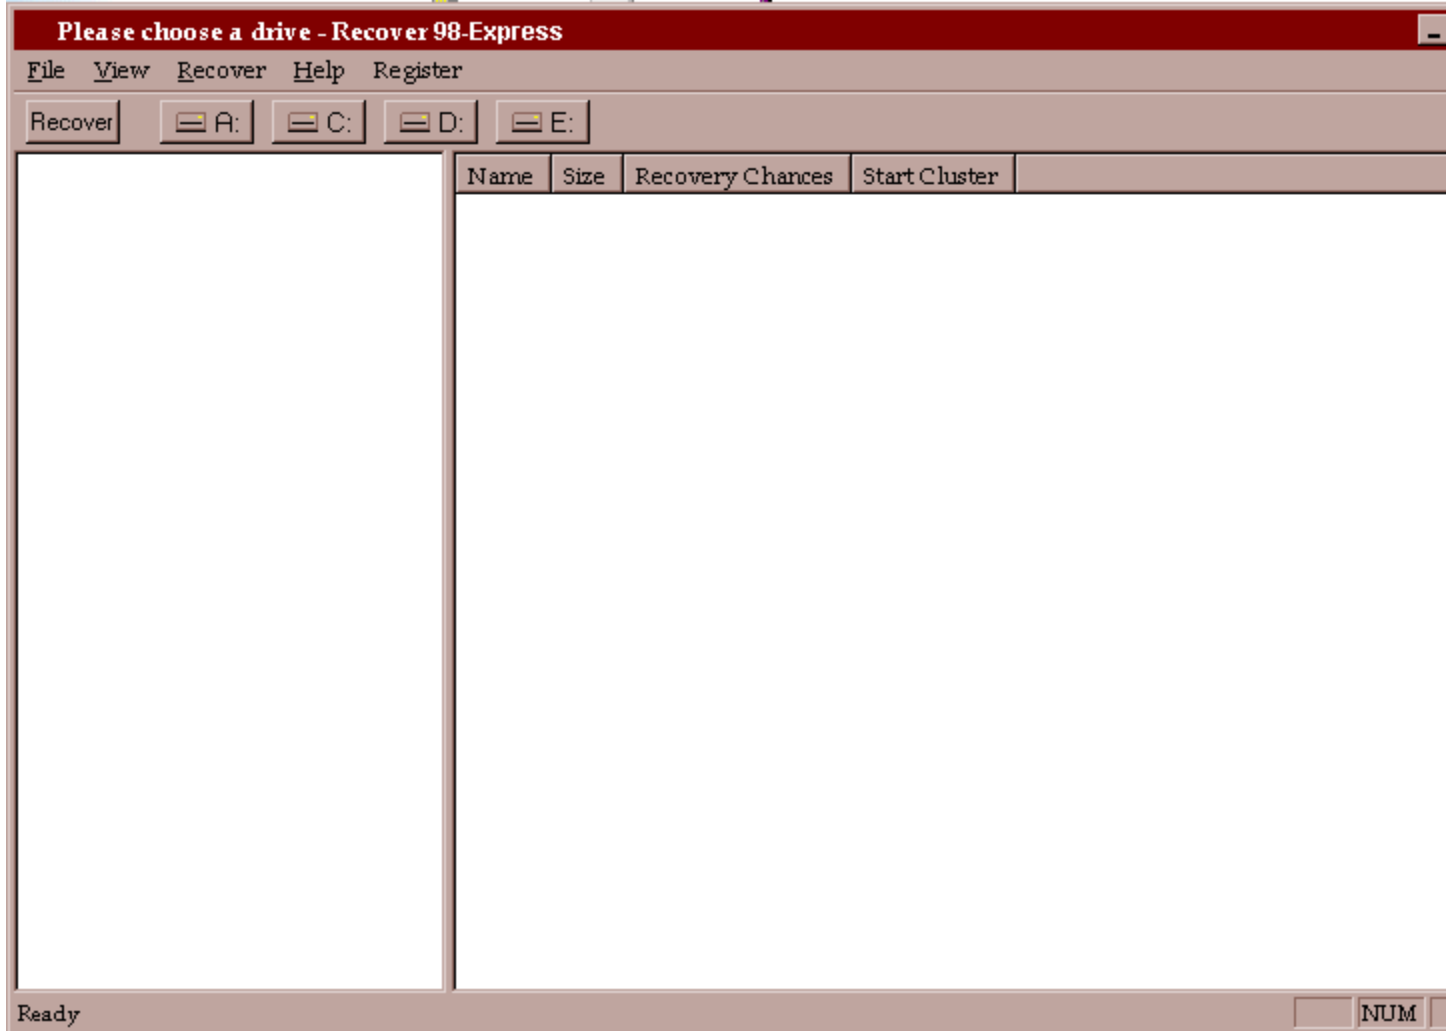 Please choose a drive - Recover 98-Express
File View Recover Help Register
Recover A: C: D: E:
Name Size Recovery Chances Start Cluster
Ready NUM